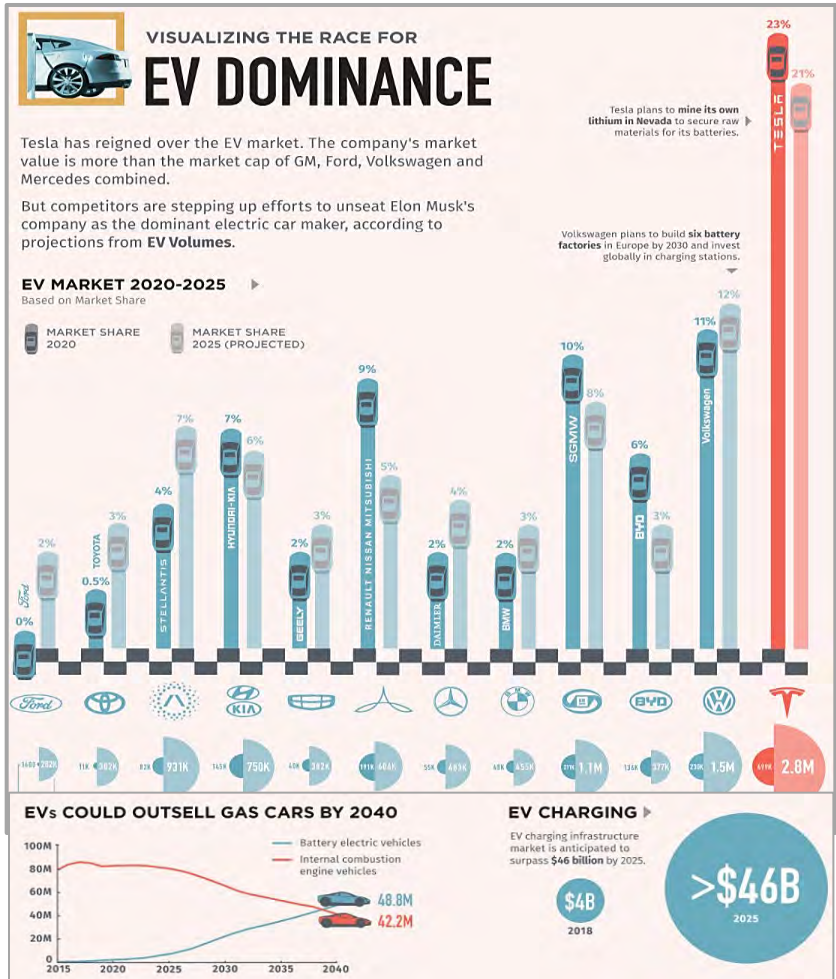 VISUALIZING THE RACE FOR
EV DOMINANCE
Tesla has reigned over the EV market. The company's market
value is more than the market cap of GM, Ford, Volkswagen and
Mercedes combined.
But competitors are stepping up efforts to unseat Elon Musk's
company as the dominant electric car maker, according to
projections from EV Volumes.
EV MARKET 2020-2025
Based on Market Share
MARKET SHARE
2020
MARKET SHARE
2025 (PROJECTED)
Tesla plans to mine its own
lithium in Nevada to secure raw
materials for its batteries.
Volkswagen plans to build six battery
factories in Europe by 2030 and invest
globally in charging stations.
Ford
0%
2%
TOYOTA
0.5%
3%
STELLANTIS
4%
7%
HYUNDAI-KIA
7%
6%
GEELY
2%
3%
RENAULT NISSAN MITSUBISHI
9%
5%
DAIMLER
2%
4%
BMW
2%
3%
SGMW
10%
8%
BYD
6%
3%
Volkswagen
11%
12%
TESLA
23%
21%
Ford
KIA
BYD
282K
11K
382K
931K
750K
382K
455K
1.1M
377K
1.5M
2.8M
EVs COULD OUTSELL GAS CARS BY 2040
Battery electric vehicles
Internal combustion
engine vehicles
100M
80M
60M
40M
20M
0
2015 2020 2025 2030 2035 2040
48.8M
42.2M
EV CHARGING
EV charging infrastructure
market is anticipated to
surpass $46 billion by 2025.
$4B
2018
>$46B
2025